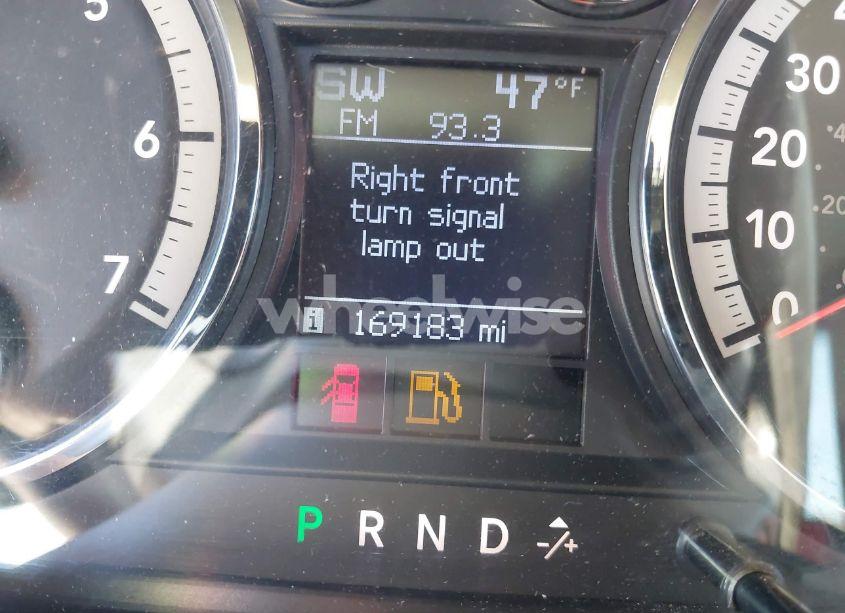 5
6
7
SW 47°F
FM 93.3
Right front
turn signal
lamp out
i 169183 mi
30
20
10
0
20
P R N D -/+
wheelwise